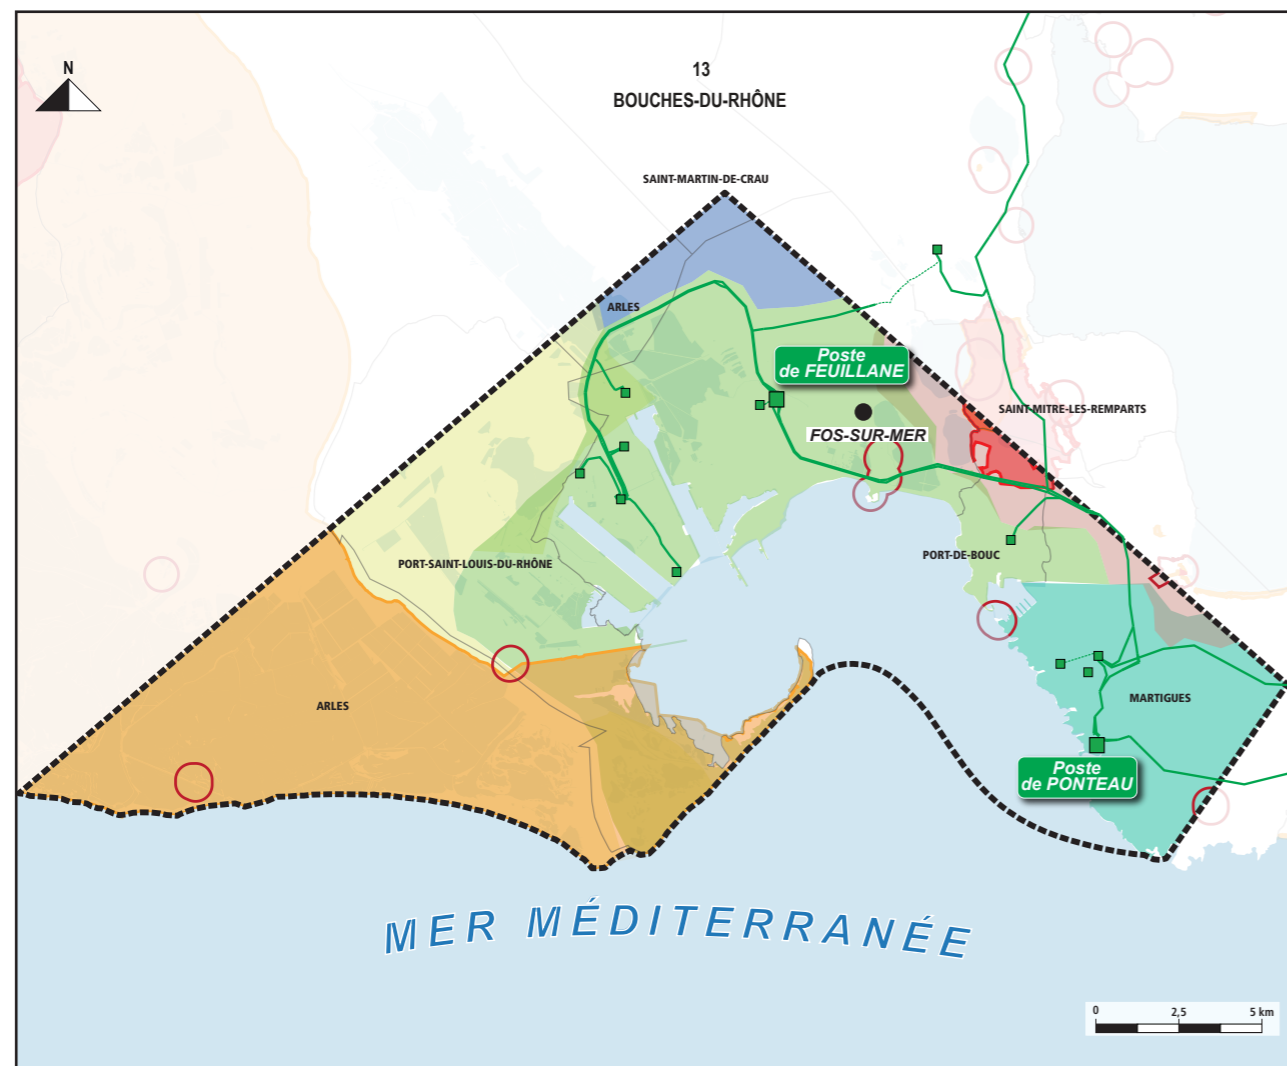 N
13
BOUCHES-DU-RHÔNE
SAINT-MARTIN-DE-CRAU
ARLES
Poste
de FEUILLANE
SAINT-MITRE-LES-REMPARTS
FOS-SUR-MER
PORT-DE-BOUC
PORT-SAINT-LOUIS-DU-RHÔNE
ARLES
MARTIGUES
Poste
de PONTEAU
MER MÉDITERRANÉE
0 2,5 5 km